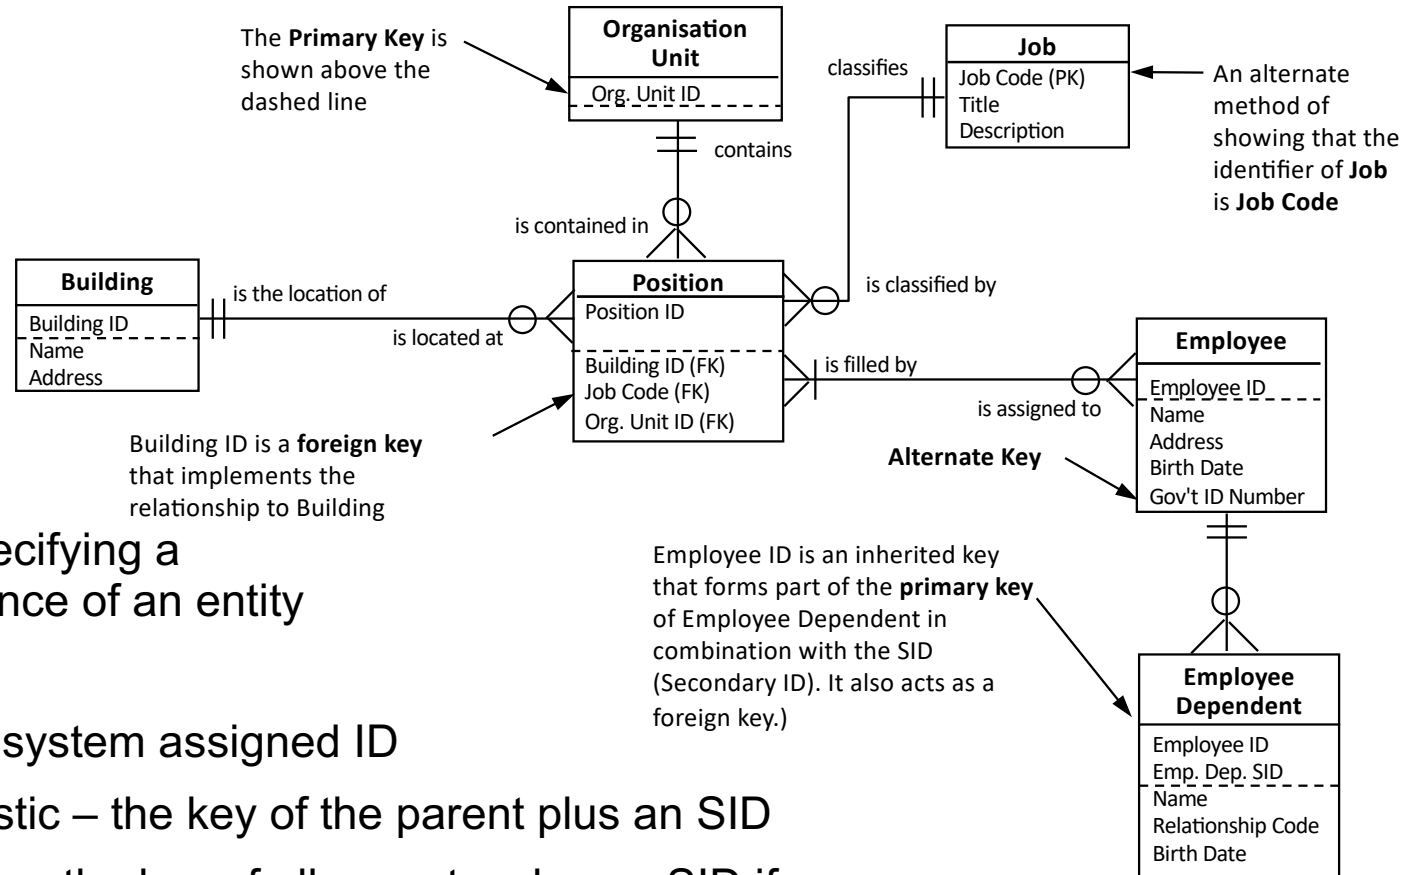 The Primary Key is
shown above the
dashed line
Organisation
Unit
Org. Unit ID
classifies
Job
Job Code (PK)
Title
Description
An alternate
method of
showing that the
identifier of Job
is Job Code
contains
is contained in
Building
Building ID
Name
Address
is the location of
is located at
Position
Position ID
Building ID (FK)
Job Code (FK)
Org. Unit ID (FK)
is classified by
is filled by
is assigned to
Employee
Employee ID
Name
Address
Birth Date
Gov't ID Number
Alternate Key
Building ID is a foreign key
that implements the
relationship to Building
ecifying a
nce of an entity
Employee ID is an inherited key
that forms part of the primary key
of Employee Dependent in
combination with the SID
(Secondary ID). It also acts as a
foreign key.)
Employee
Dependent
Employee ID
Emp. Dep. SID
Name
Relationship Code
Birth Date
system assigned ID
stic – the key of the parent plus an SID